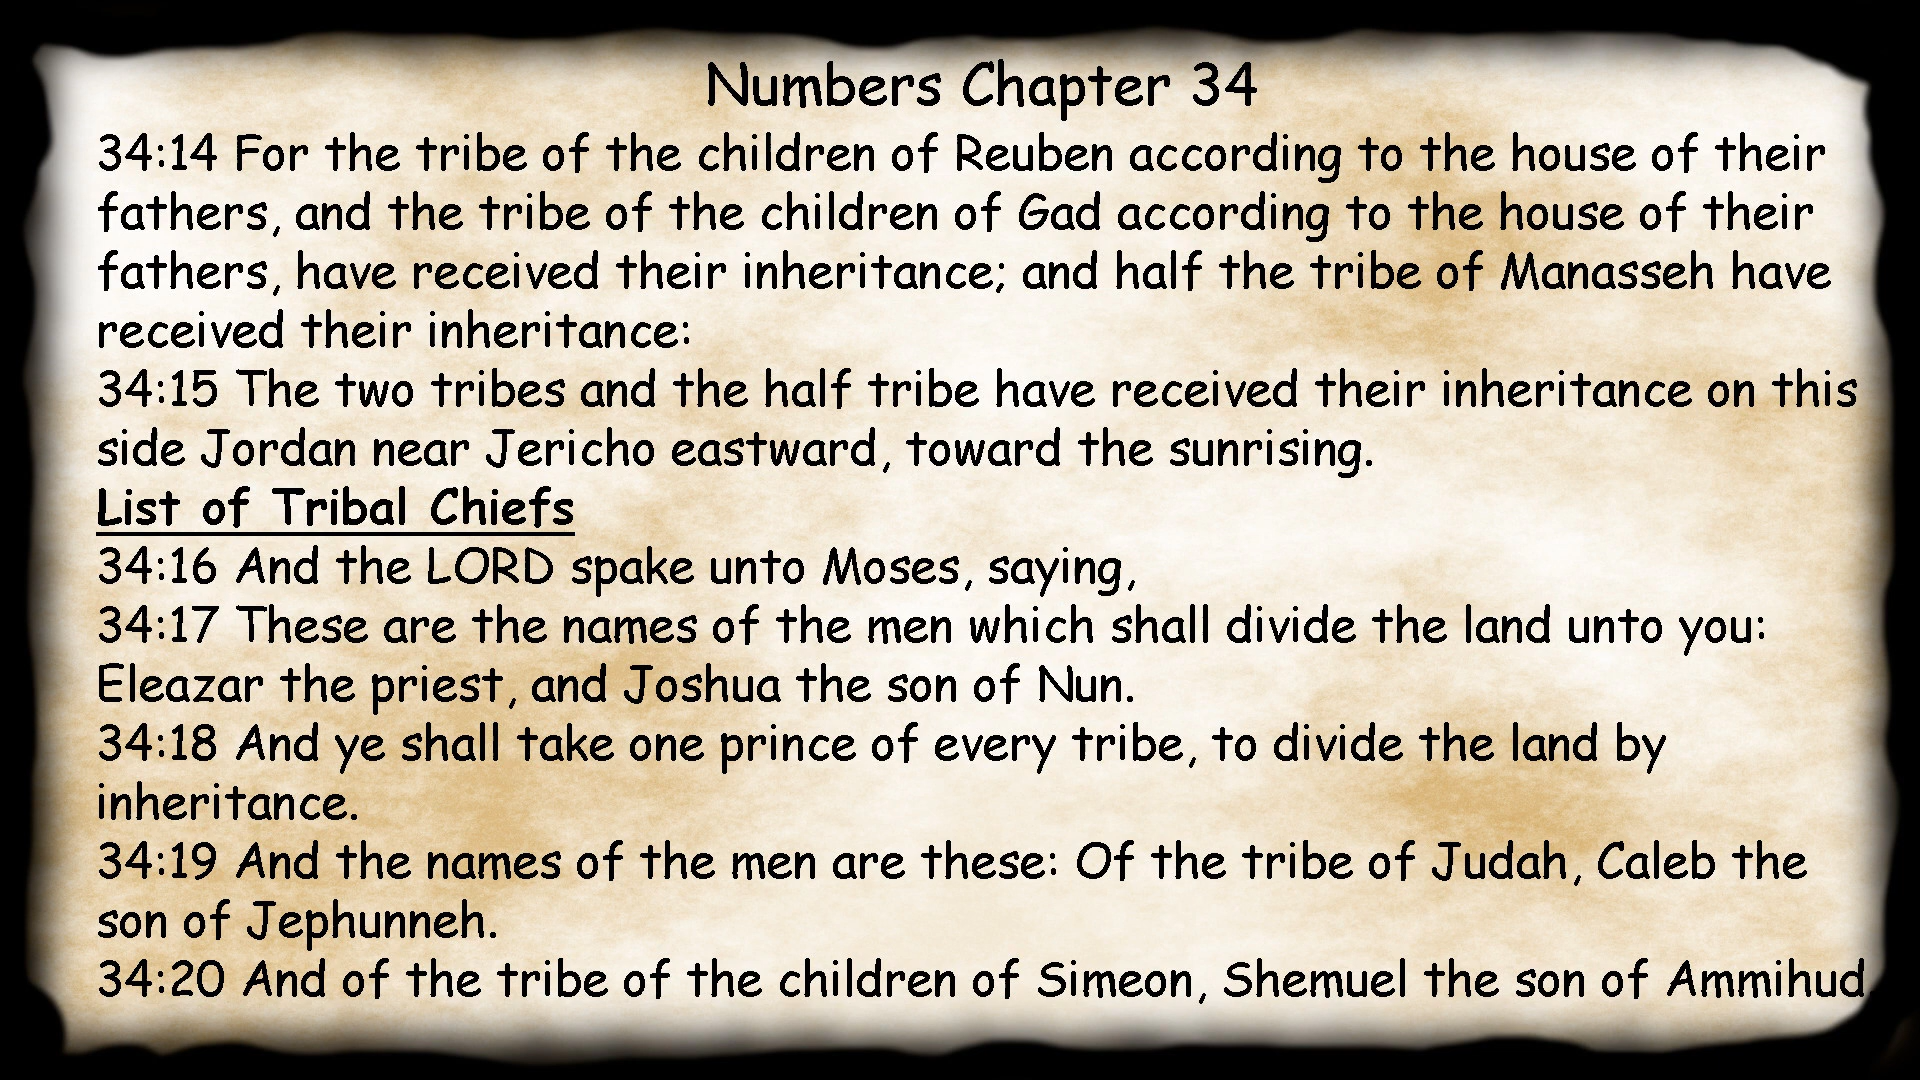 Numbers Chapter 34
34:14 For the tribe of the children of Reuben according to the house of their
fathers, and the tribe of the children of Gad according to the house of their
fathers, have received their inheritance; and half the tribe of Manasseh have
received their inheritance:
34:15 The two tribes and the half tribe have received their inheritance on this
side Jordan near Jericho eastward, toward the sunrising.
List of Tribal Chiefs
34:16 And the LORD spake unto Moses, saying,
34:17 These are the names of the men which shall divide the land unto you:
Eleazar the priest, and Joshua the son of Nun.
34:18 And ye shall take one prince of every tribe, to divide the land by
inheritance.
34:19 And the names of the men are these: Of the tribe of Judah, Caleb the
son of Jephunneh.
34:20 And of the tribe of the children of Simeon, Shemuel the son of Ammihud.